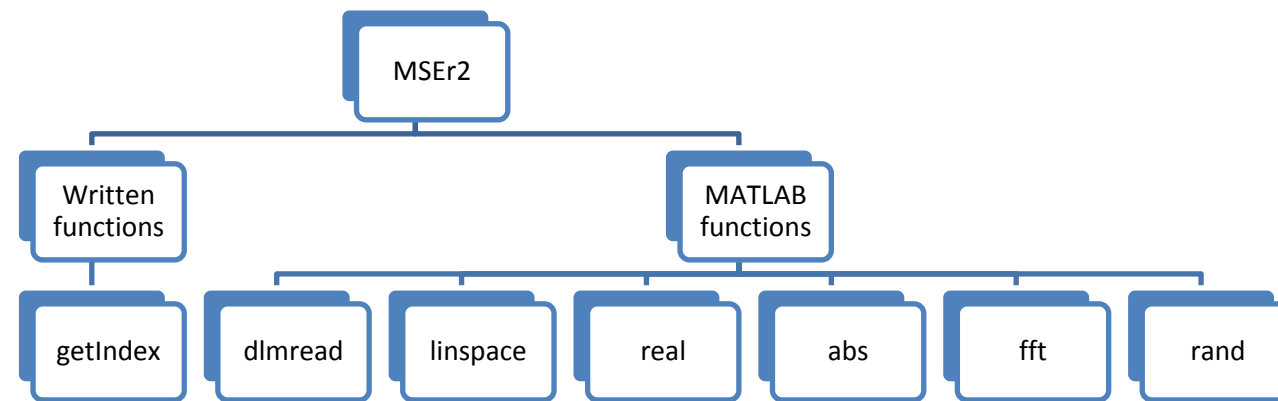 MSEr2
Written
functions
MATLAB
functions
getIndex
dlmread
linspace
real
abs
fft
rand